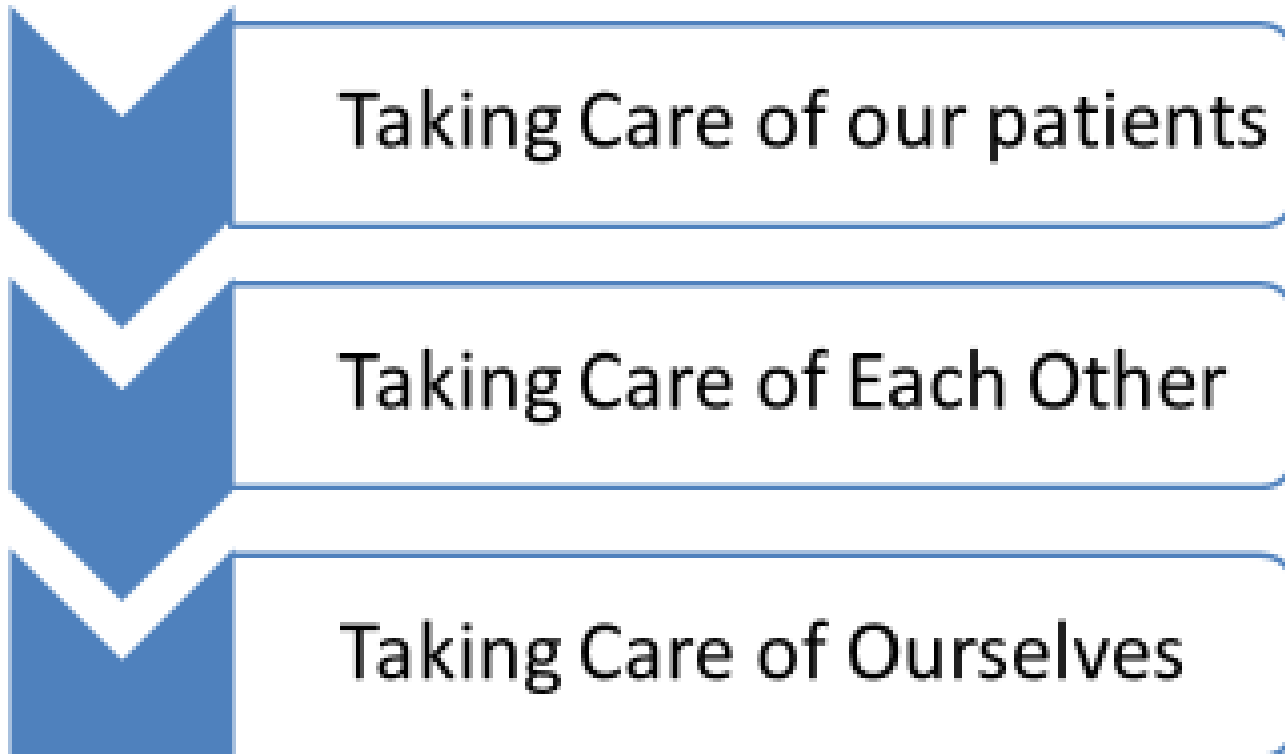 Taking Care of our patients
Taking Care of Each Other
Taking Care of Ourselves